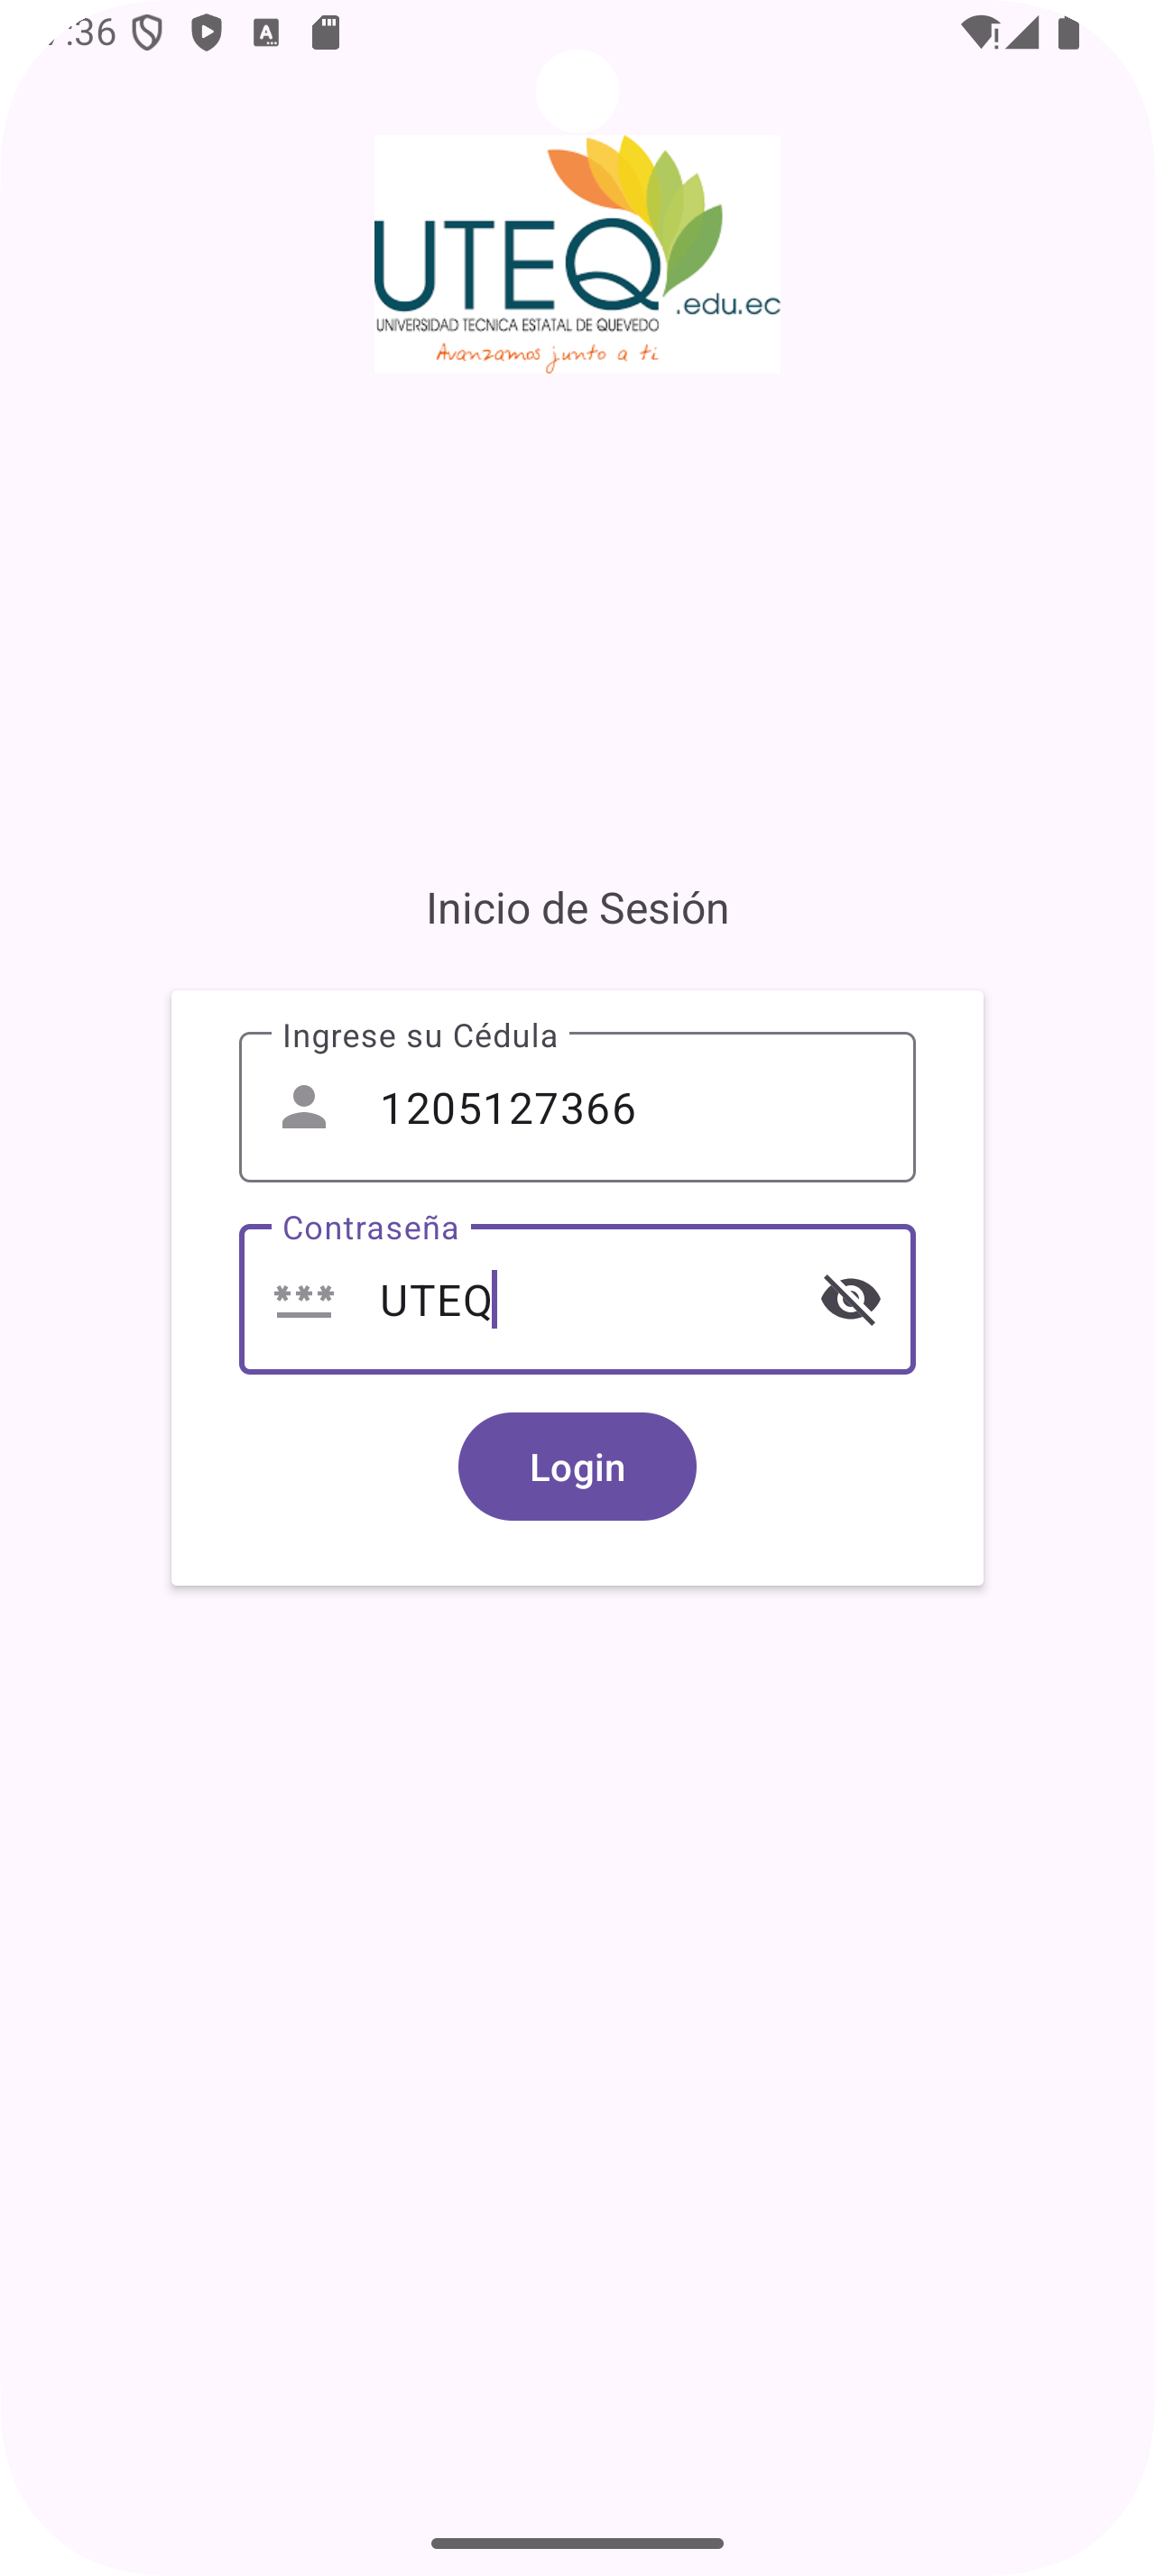 :36
UTEQ
.edu.ec
UNIVERSIDAD TECNICA ESTATAL DE QUEVEDO
Avanzamos junto a ti
Inicio de Sesión
Ingrese su Cédula
1205127366
Contraseña
***
UTEQ
Login